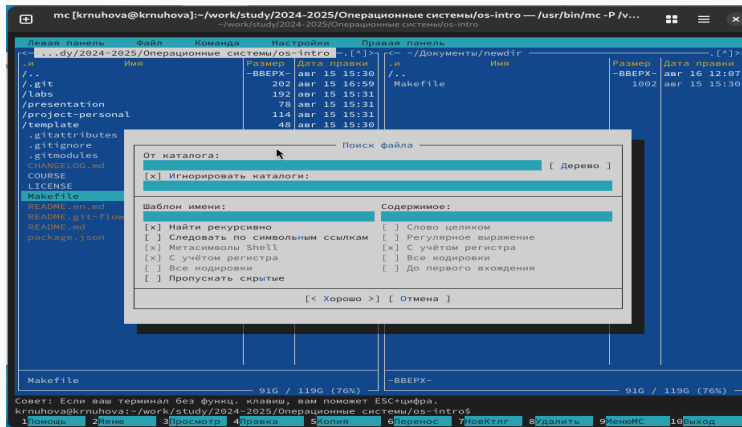 mc [krnuhova@krnuhova]:~/work/study/2024-2025/Операционные системы/os-intro — /usr/bin/mc -P /v...
~/work/study/2024-2025/Операционные системы/os-intro
Левая панель Файл Команда Настройки Правая панель
<— ...dy/2024-2025/Операционные системы/os-intro —.[^]> <— ~/Документы/newdir —.[^]>
.и Имя Размер Дата правки .и Имя Размер Дата правки
/.. -ВВЕРХ- авг 15 15:30 /.. -ВВЕРХ- авг 16 12:07
/.git 202 авг 15 16:59 Makefile 1002 авг 15 15:30
/labs 192 авг 15 15:31
/presentation 78 авг 15 15:31
/project-personal 114 авг 15 15:31
/template 48 авг 15 15:30
.gitattributes
.gitignore
.gitmodules
CHANGELOG.md
COURSE
LICENSE
Makefile
README.en.md
README.git-flow
README.md
package.json
Поиск файла
От каталога:
[ Дерево ]
[x] Игнорировать каталоги:
Шаблон имени: Содержимое:
[x] Найти рекурсивно [ ] Слово целиком
[ ] Следовать по символьным ссылкам [ ] Регулярное выражение
[x] Метасимволы Shell [x] С учётом регистра
[x] С учётом регистра [ ] Все кодировки
[ ] Все кодировки [ ] До первого вхождения
[ ] Пропускать скрытые
[< Хорошо >] [ Отмена ]
Makefile -ВВЕРХ-
91G / 119G (76%) 91G / 119G (76%)
Совет: Если ваш терминал без функц. клавиш, вам поможет ESC+цифра.
krnuhova@krnuhova:~/work/study/2024-2025/Операционные системы/os-intro$
1Помощь 2Меню 3Просмотр 4Правка 5Копия 6Перенос 7НовКтлг 8Удалить 9МенюMC 10Выход